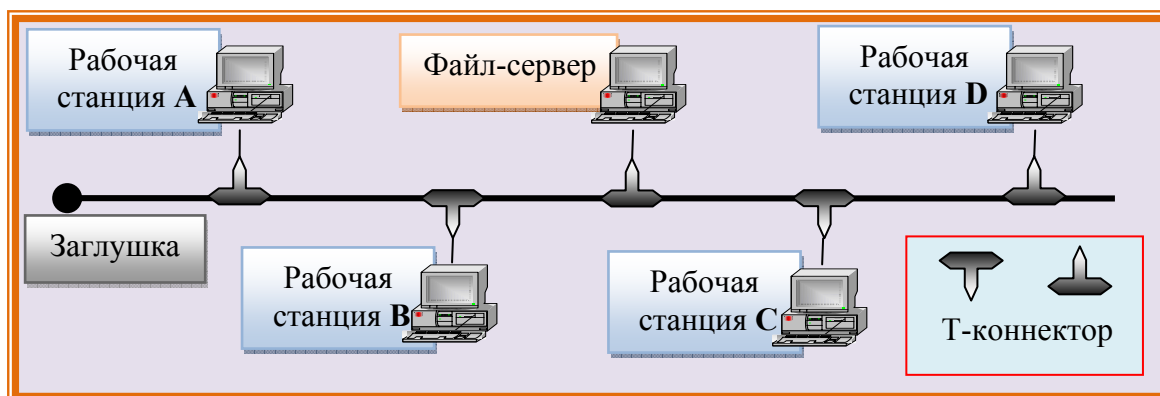 Рабочая
станция A
Файл-сервер
Рабочая
станция D
Заглушка
Рабочая
станция B
Рабочая
станция C
Т-коннектор